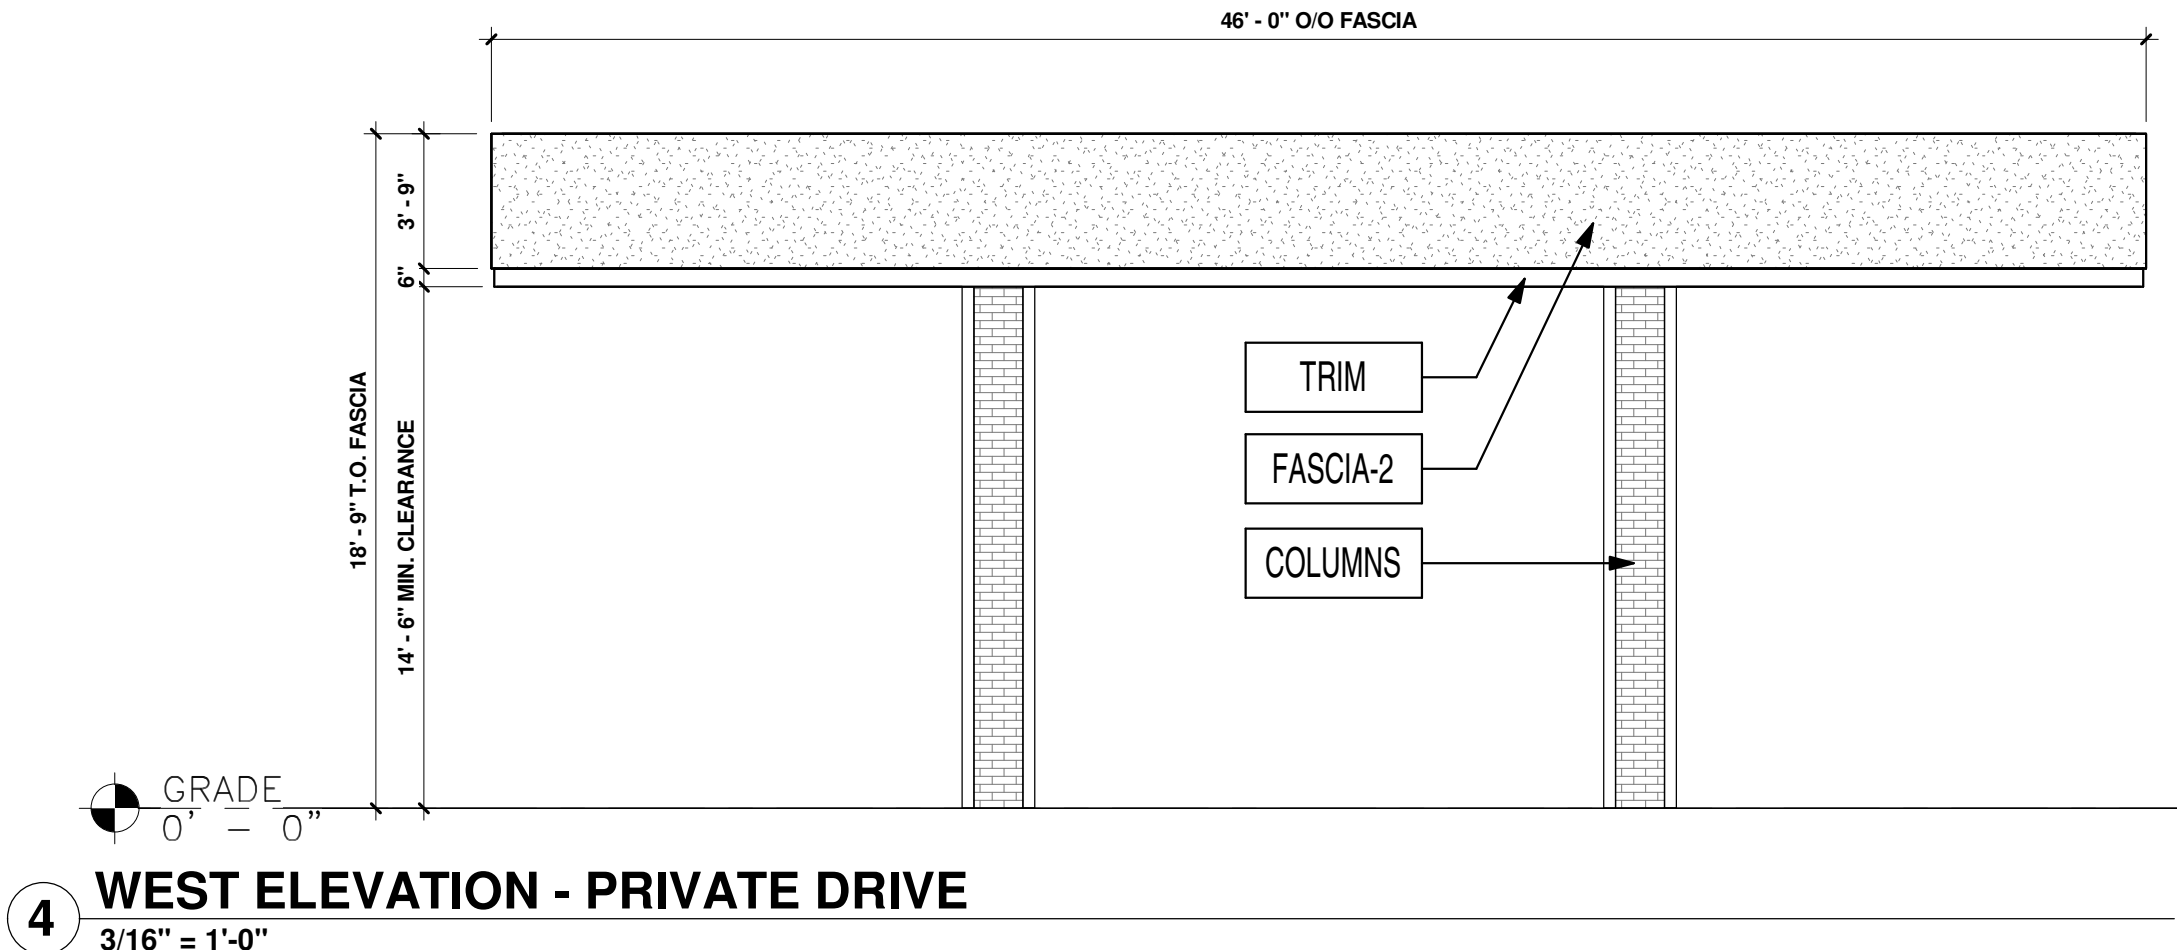 46' - 0" O/O FASCIA
3' - 9"
6"
18' - 9" T.O. FASCIA
14' - 6" MIN. CLEARANCE
TRIM
FASCIA-2
COLUMNS
GRADE
0' - 0"
4
WEST ELEVATION - PRIVATE DRIVE
3/16" = 1'-0"